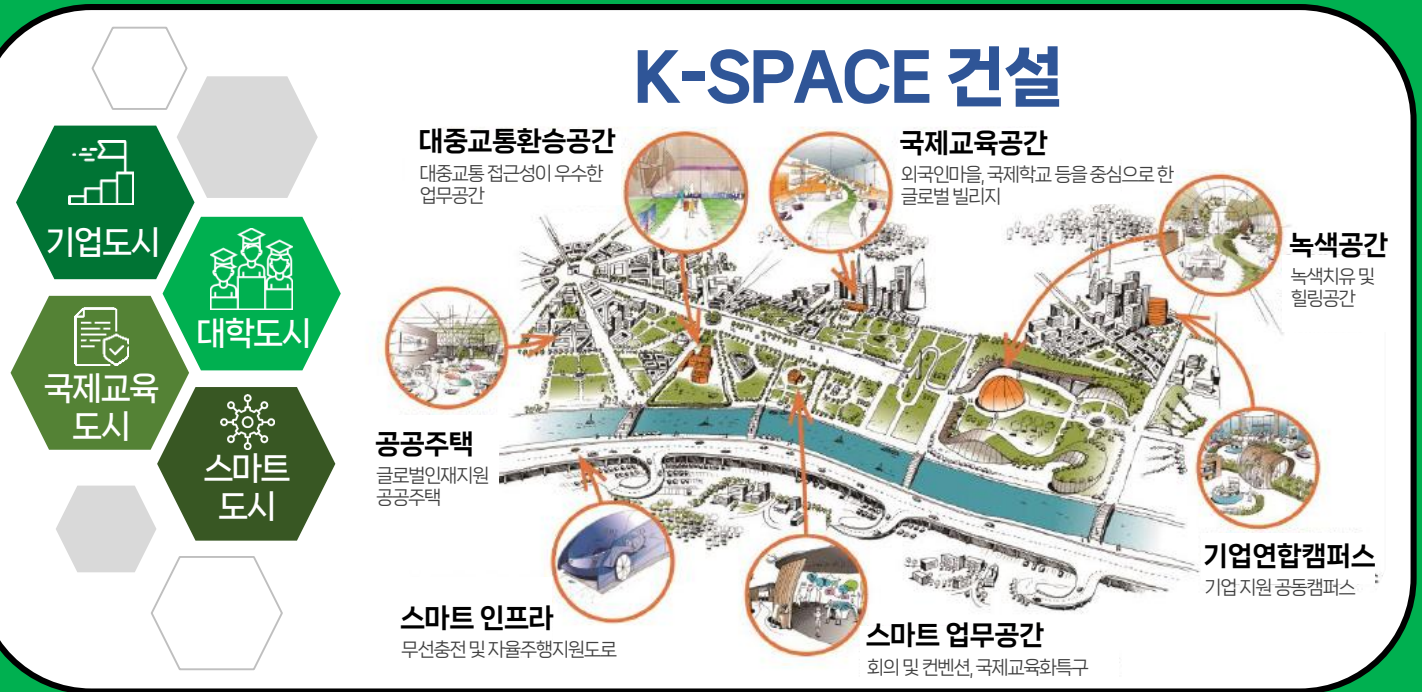 K-SPACE 건설
기업도시
대학도시
국제교육
도시
스마트
도시
대중교통환승공간
대중교통 접근성이 우수한
업무공간
국제교육공간
외국인마을, 국제학교 등을 중심으로 한
글로벌 빌리지
녹색공간
녹색치유 및
힐링공간
공공주택
글로벌인재지원
공공주택
스마트 인프라
무선충전 및 자율주행지원도로
스마트 업무공간
회의 및 컨벤션, 국제교육화특구
기업연합캠퍼스
기업 지원 공동캠퍼스